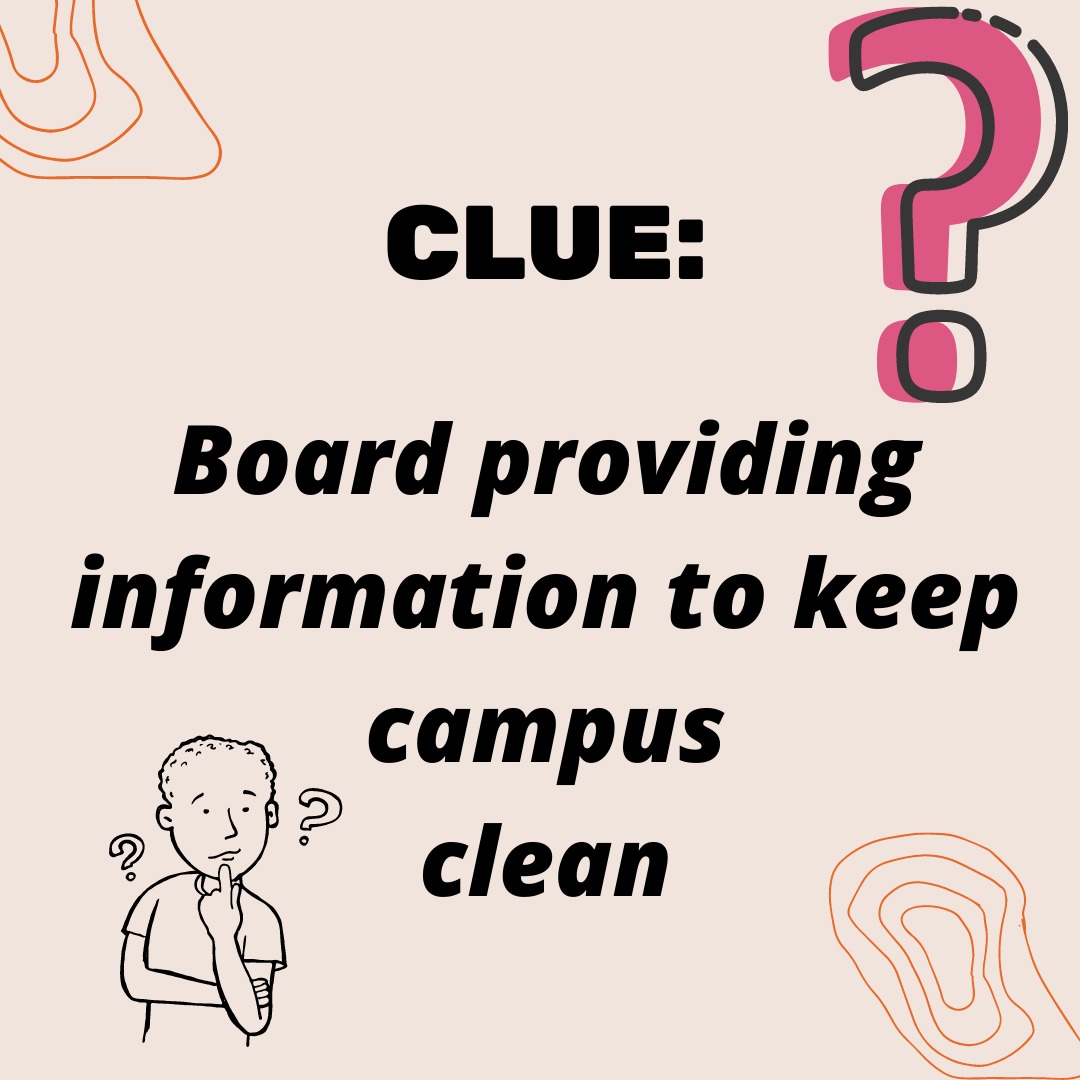 CLUE:
Board providing
information to keep
campus
clean